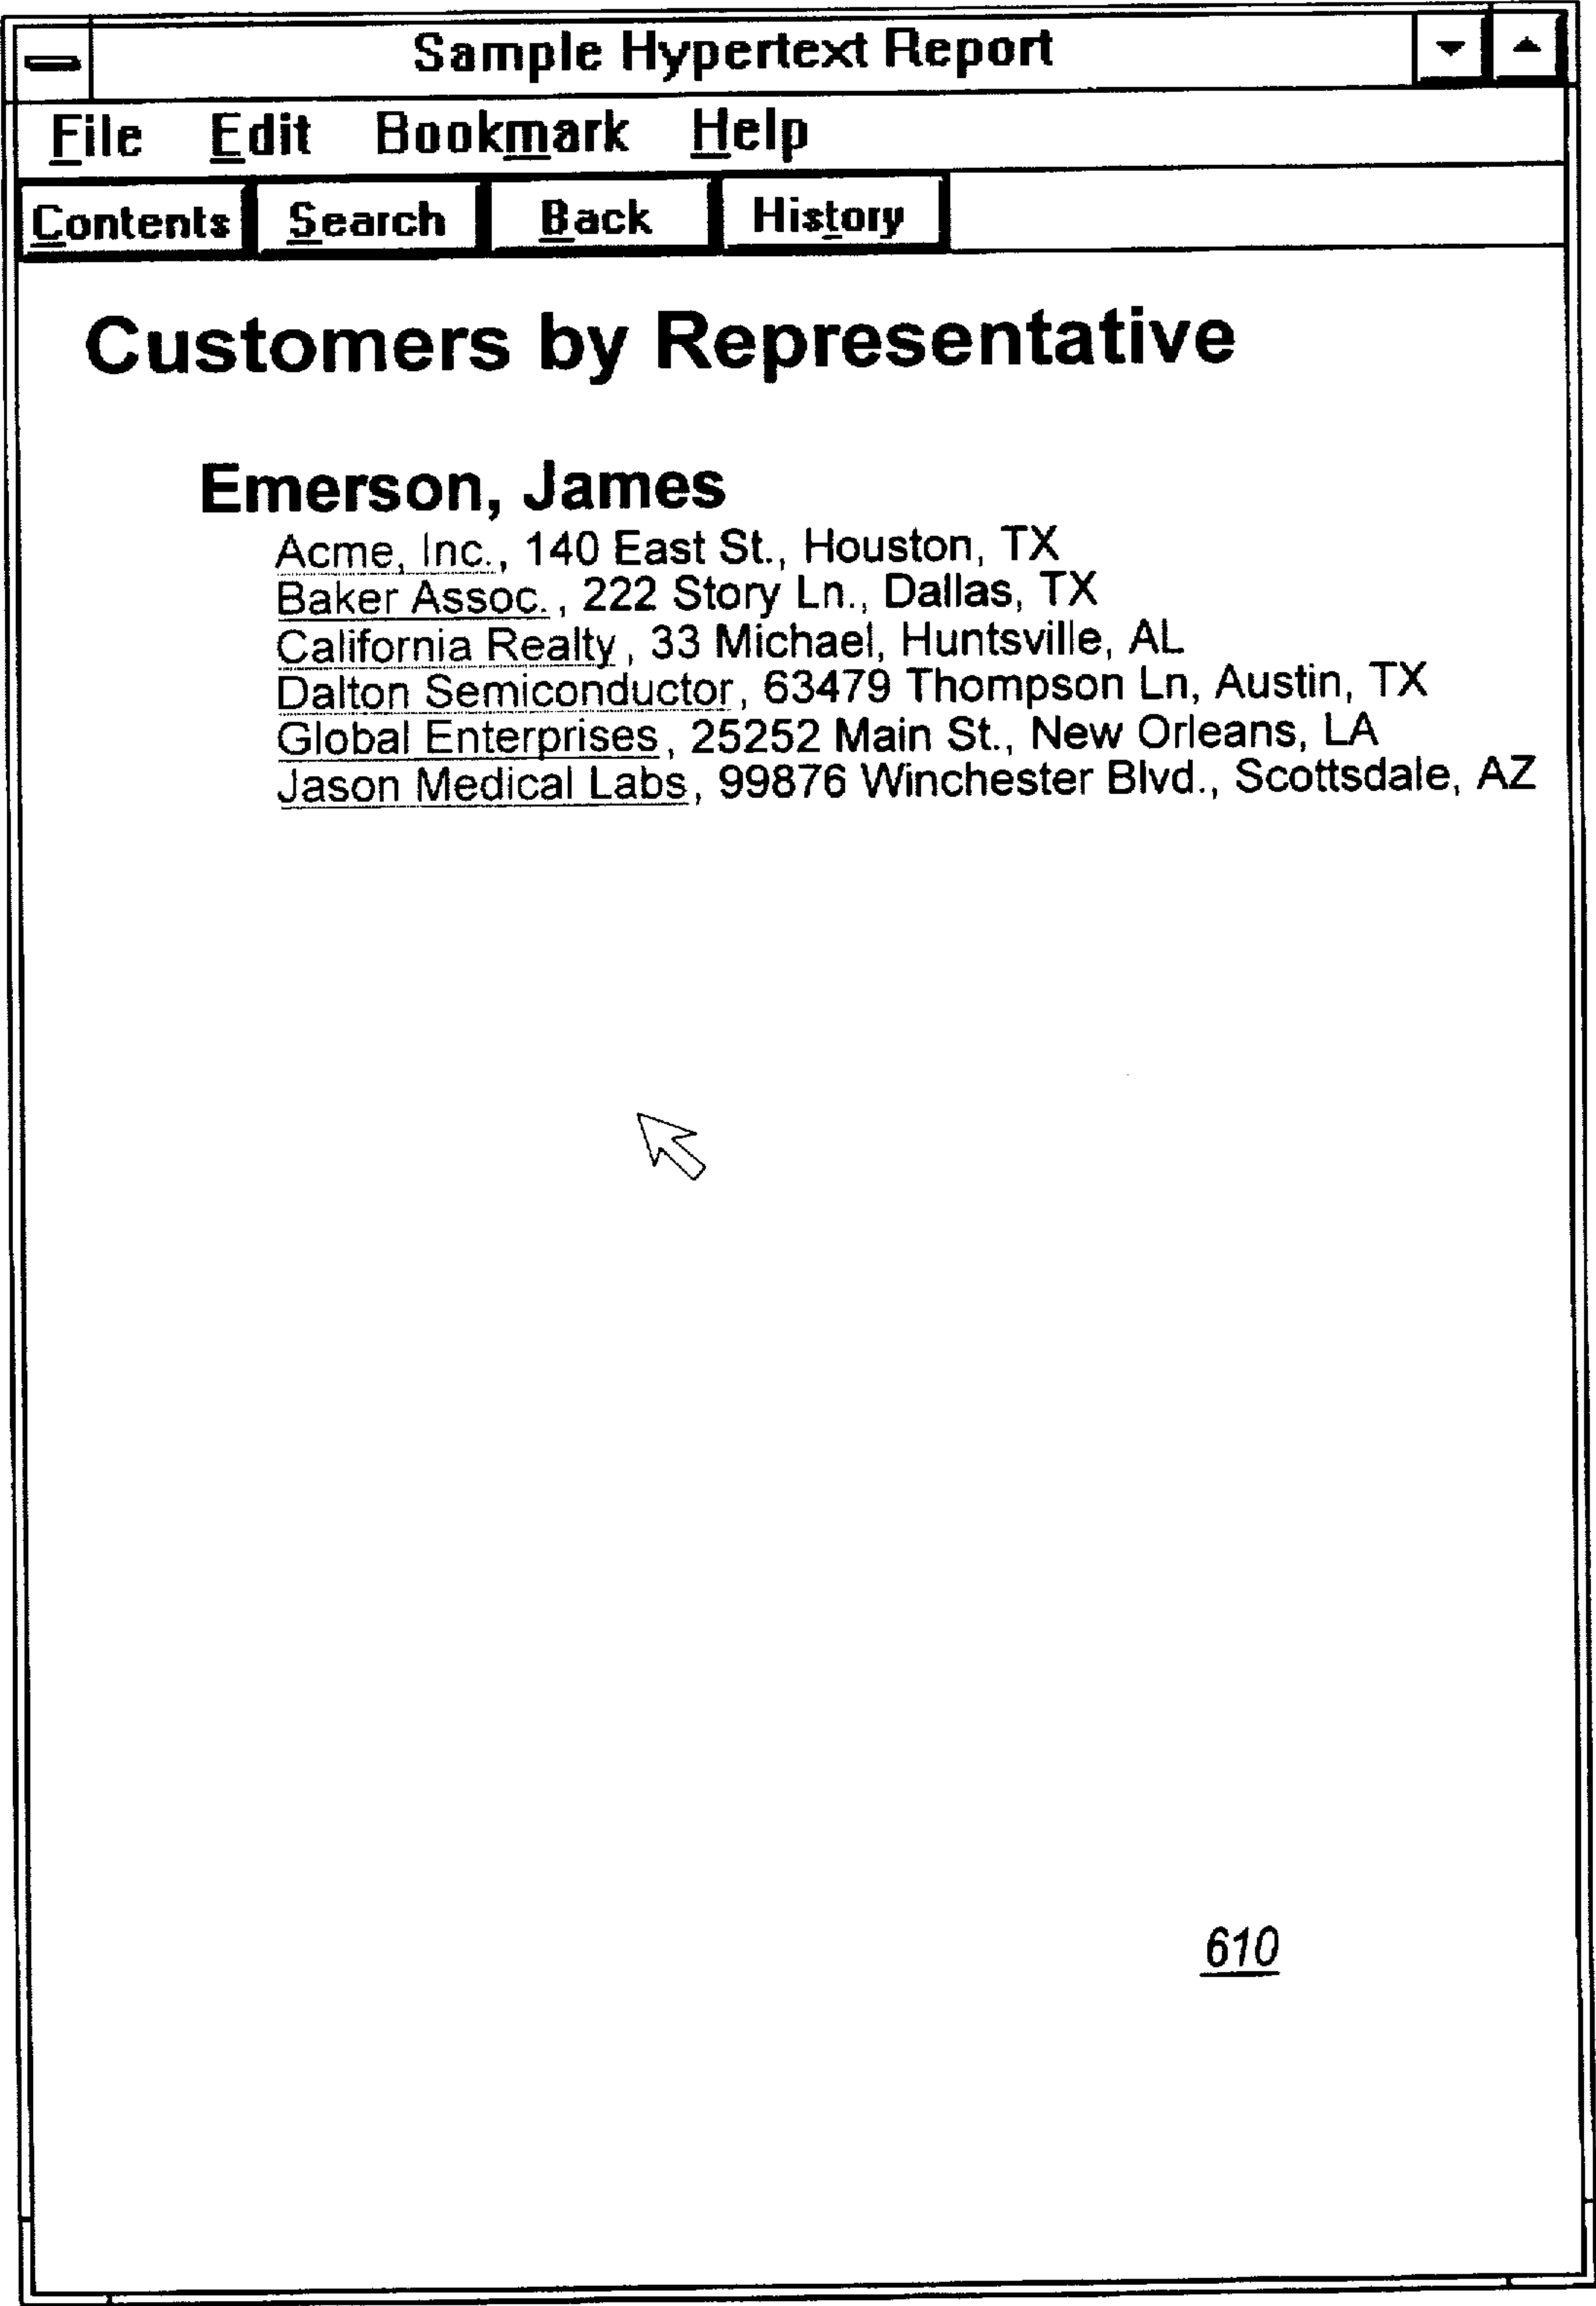 Sample Hypertext Report
File Edit Bookmark Help
Contents Search Back History
Customers by Representative
Emerson, James
Acme, Inc., 140 East St., Houston, TX
Baker Assoc., 222 Story Ln., Dallas, TX
California Realty, 33 Michael, Huntsville, AL
Dalton Semiconductor, 63479 Thompson Ln, Austin, TX
Global Enterprises, 25252 Main St., New Orleans, LA
Jason Medical Labs, 99876 Winchester Blvd., Scottsdale, AZ
610